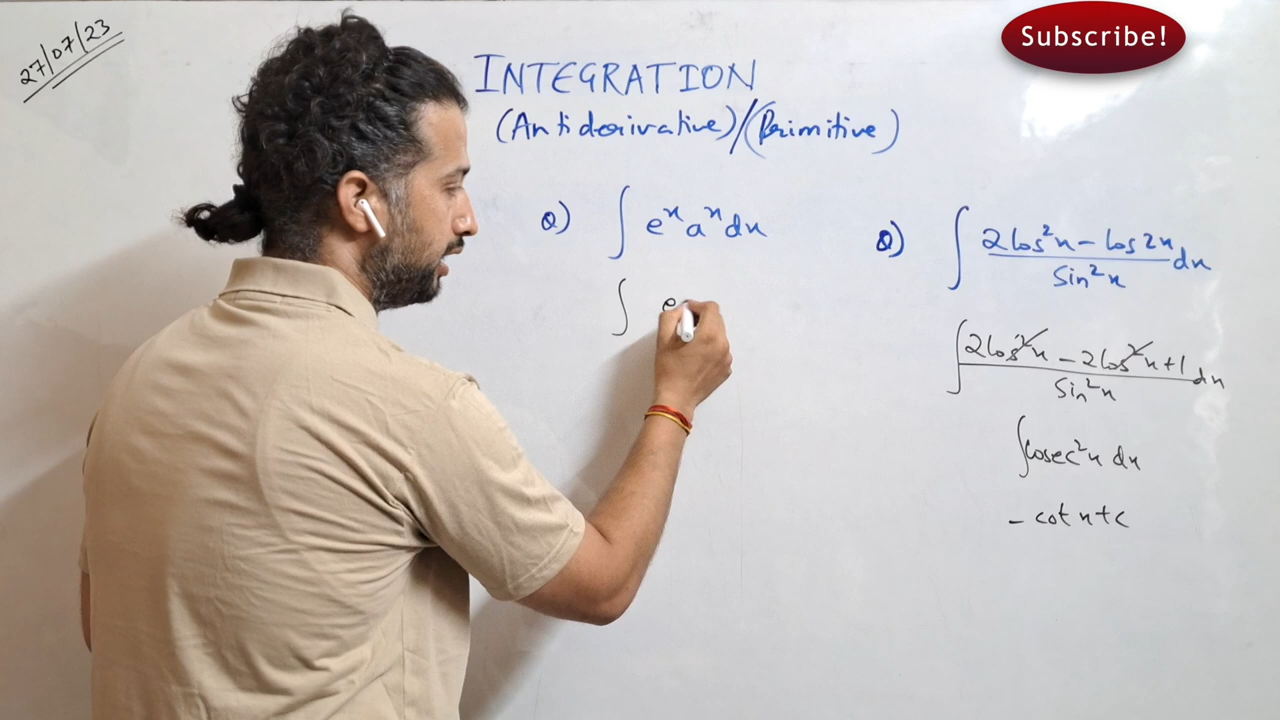 27/07/23
Subscribe!
INTEGRATION
(Antiderivative)/(Primitive)
Q) ∫ eˣaˣdx
∫ e
Q) ∫ 2cos²x - cos2x / sin²x dx
∫ 2cos²x - 2cos²x+1 / sin²x dx
∫cosec²x dx
- cot x+c